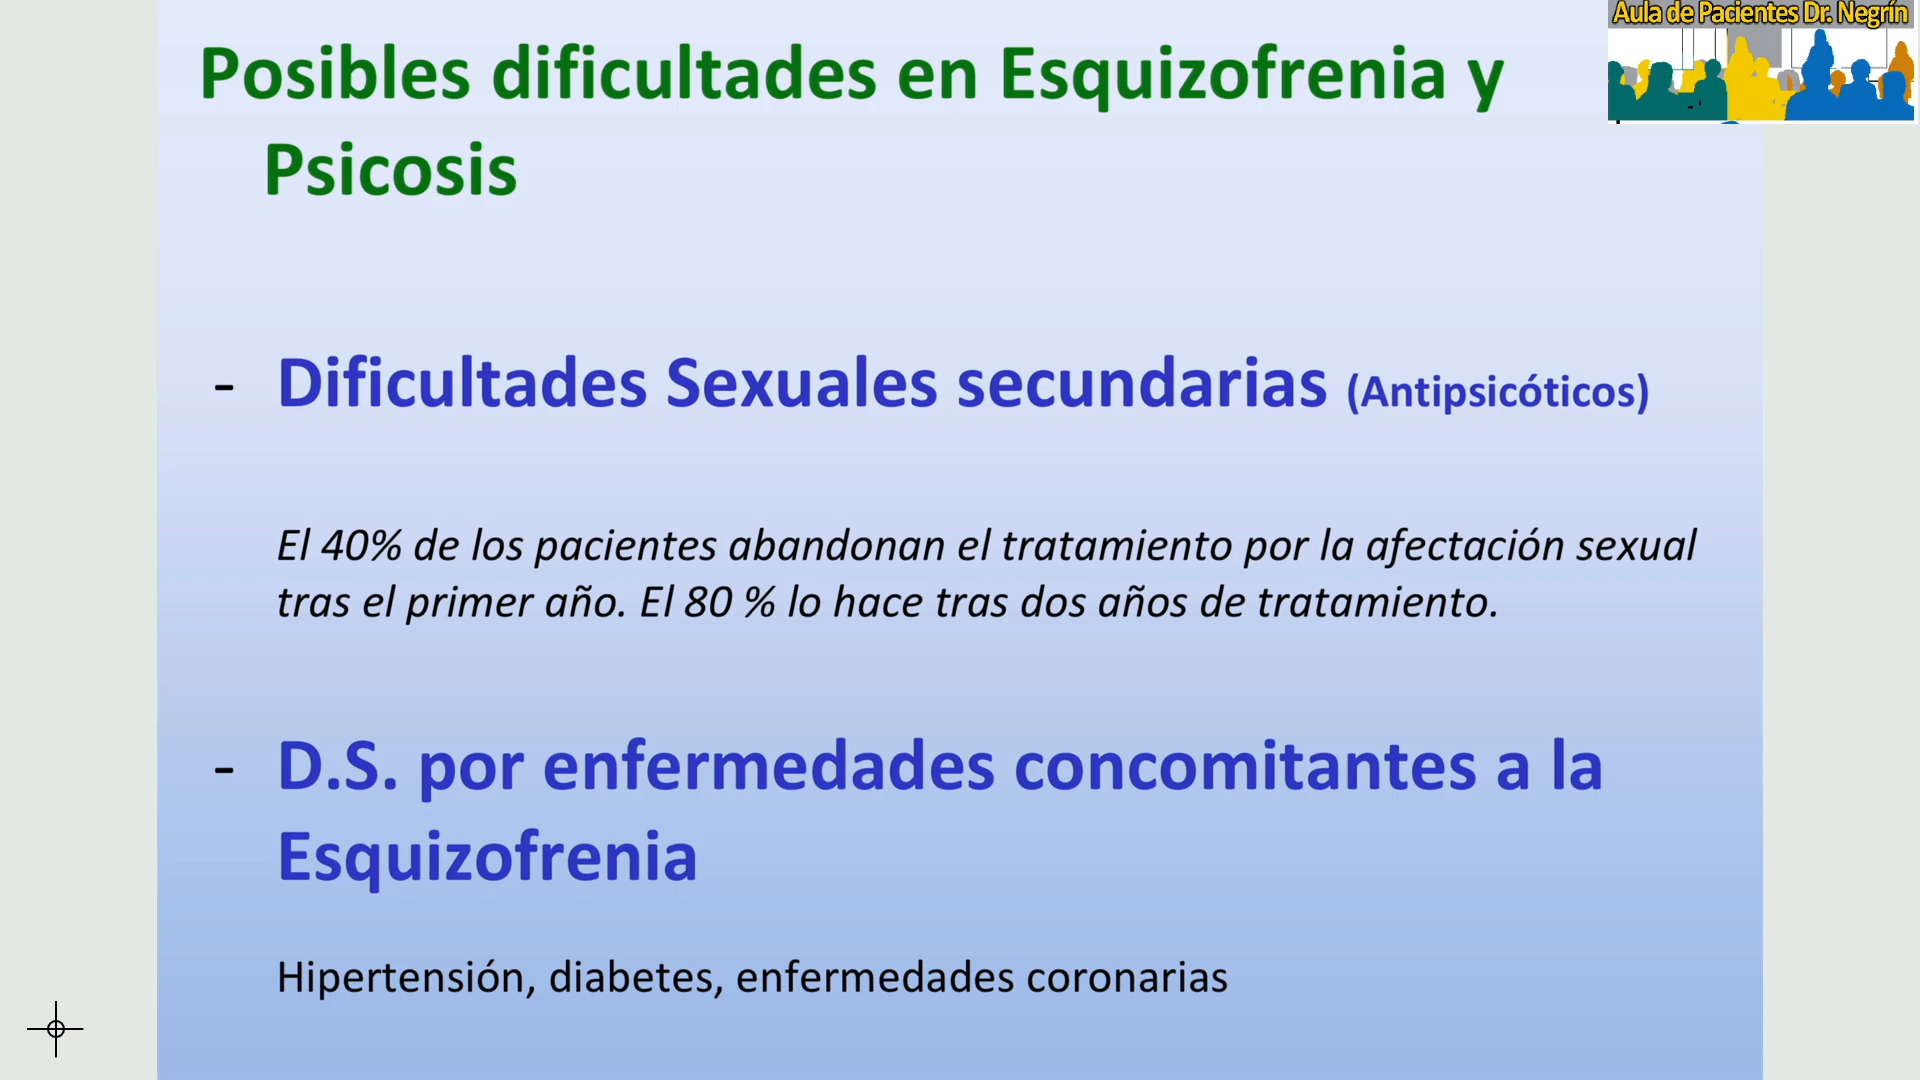 Aula de Pacientes Dr. Negrín
Posibles dificultades en Esquizofrenia y
Psicosis
- Dificultades Sexuales secundarias (Antipsicóticos)
El 40% de los pacientes abandonan el tratamiento por la afectación sexual
tras el primer año. El 80 % lo hace tras dos años de tratamiento.
- D.S. por enfermedades concomitantes a la
Esquizofrenia
Hipertensión, diabetes, enfermedades coronarias